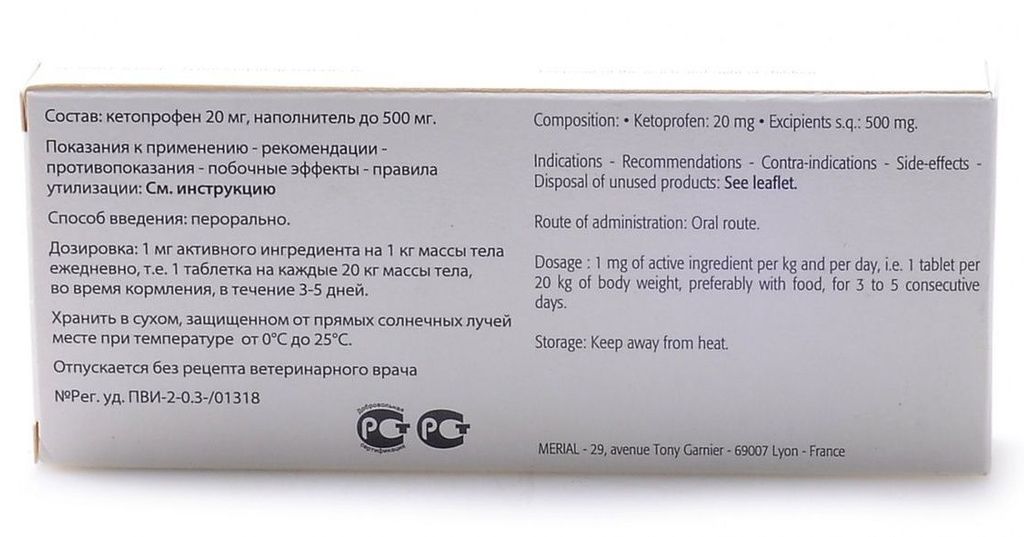 Состав: кетопрофен 20 мг, наполнитель до 500 мг.
Показания к применению - рекомендации -
противопоказания - побочные эффекты - правила
утилизации: См. инструкцию
Способ введения: перорально.
Дозировка: 1 мг активного ингредиента на 1 кг массы тела
ежедневно, т.е. 1 таблетка на каждые 20 кг массы тела,
во время кормления, в течение 3-5 дней.
Хранить в сухом, защищенном от прямых солнечных лучей
месте при температуре от 0°С до 25°С.
Отпускается без рецепта ветеринарного врача
№Рег. уд. ПВИ-2-0.3-/01318
Добровольная
РСТ
сертификация
РСТ
Composition: • Ketoprofen: 20 mg • Excipients s.q.: 500 mg.
Indications - Recommendations - Contra-indications - Side-effects -
Disposal of unused products: See leaflet.
Route of administration: Oral route.
Dosage : 1 mg of active ingredient per kg and per day, i.e. 1 tablet per
20 kg of body weight, preferably with food, for 3 to 5 consecutive
days.
Storage: Keep away from heat.
MERIAL - 29, avenue Tony Garnier - 69007 Lyon - France